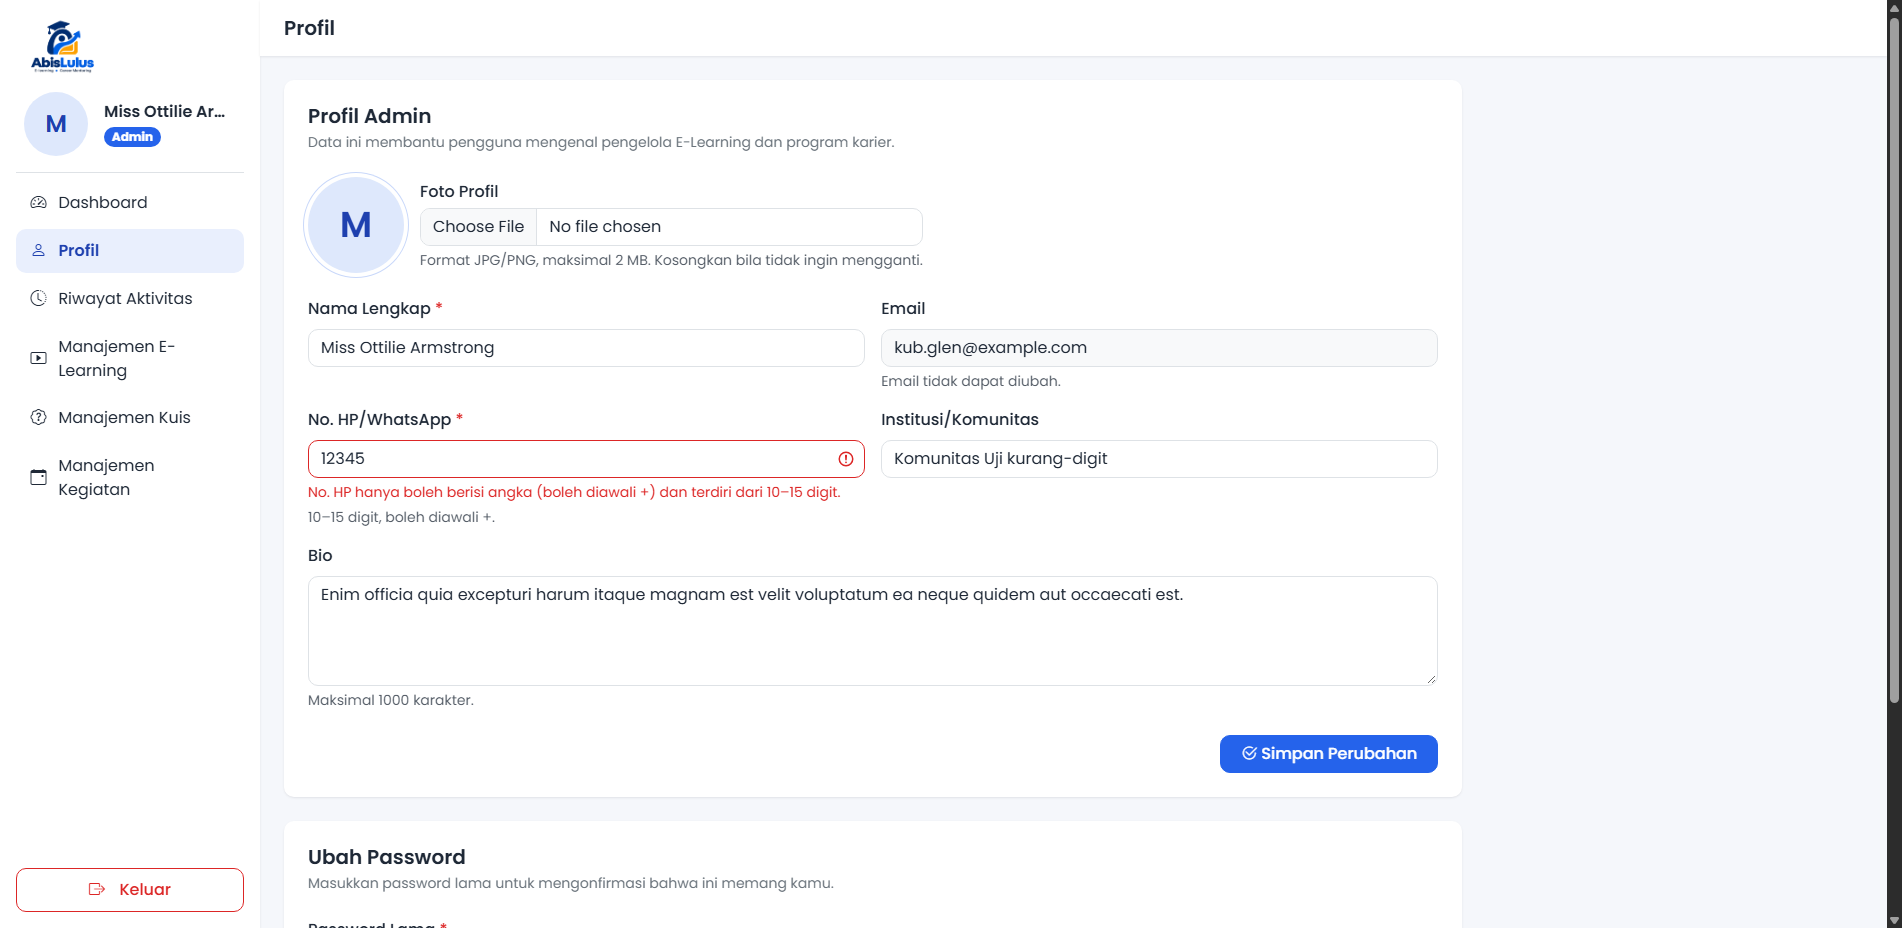 AbisLulus
M
Miss Ottilie Ar...
Admin
Dashboard
Profil
Riwayat Aktivitas
Manajemen E-
Learning
Manajemen Kuis
Manajemen
Kegiatan
Keluar
Profil
Profil Admin
Data ini membantu pengguna mengenal pengelola E-Learning dan program karier.
M
Foto Profil
Choose File No file chosen
Format JPG/PNG, maksimal 2 MB. Kosongkan bila tidak ingin mengganti.
Nama Lengkap *
Miss Ottilie Armstrong
Email
kub.glen@example.com
Email tidak dapat diubah.
No. HP/WhatsApp *
12345
No. HP hanya boleh berisi angka (boleh diawali +) dan terdiri dari 10–15 digit.
10–15 digit, boleh diawali +.
Institusi/Komunitas
Komunitas Uji kurang-digit
Bio
Enim officia quia excepturi harum itaque magnam est velit voluptatum ea neque quidem aut occaecati est.
Maksimal 1000 karakter.
Simpan Perubahan
Ubah Password
Masukkan password lama untuk mengonfirmasi bahwa ini memang kamu.
Password Lama *